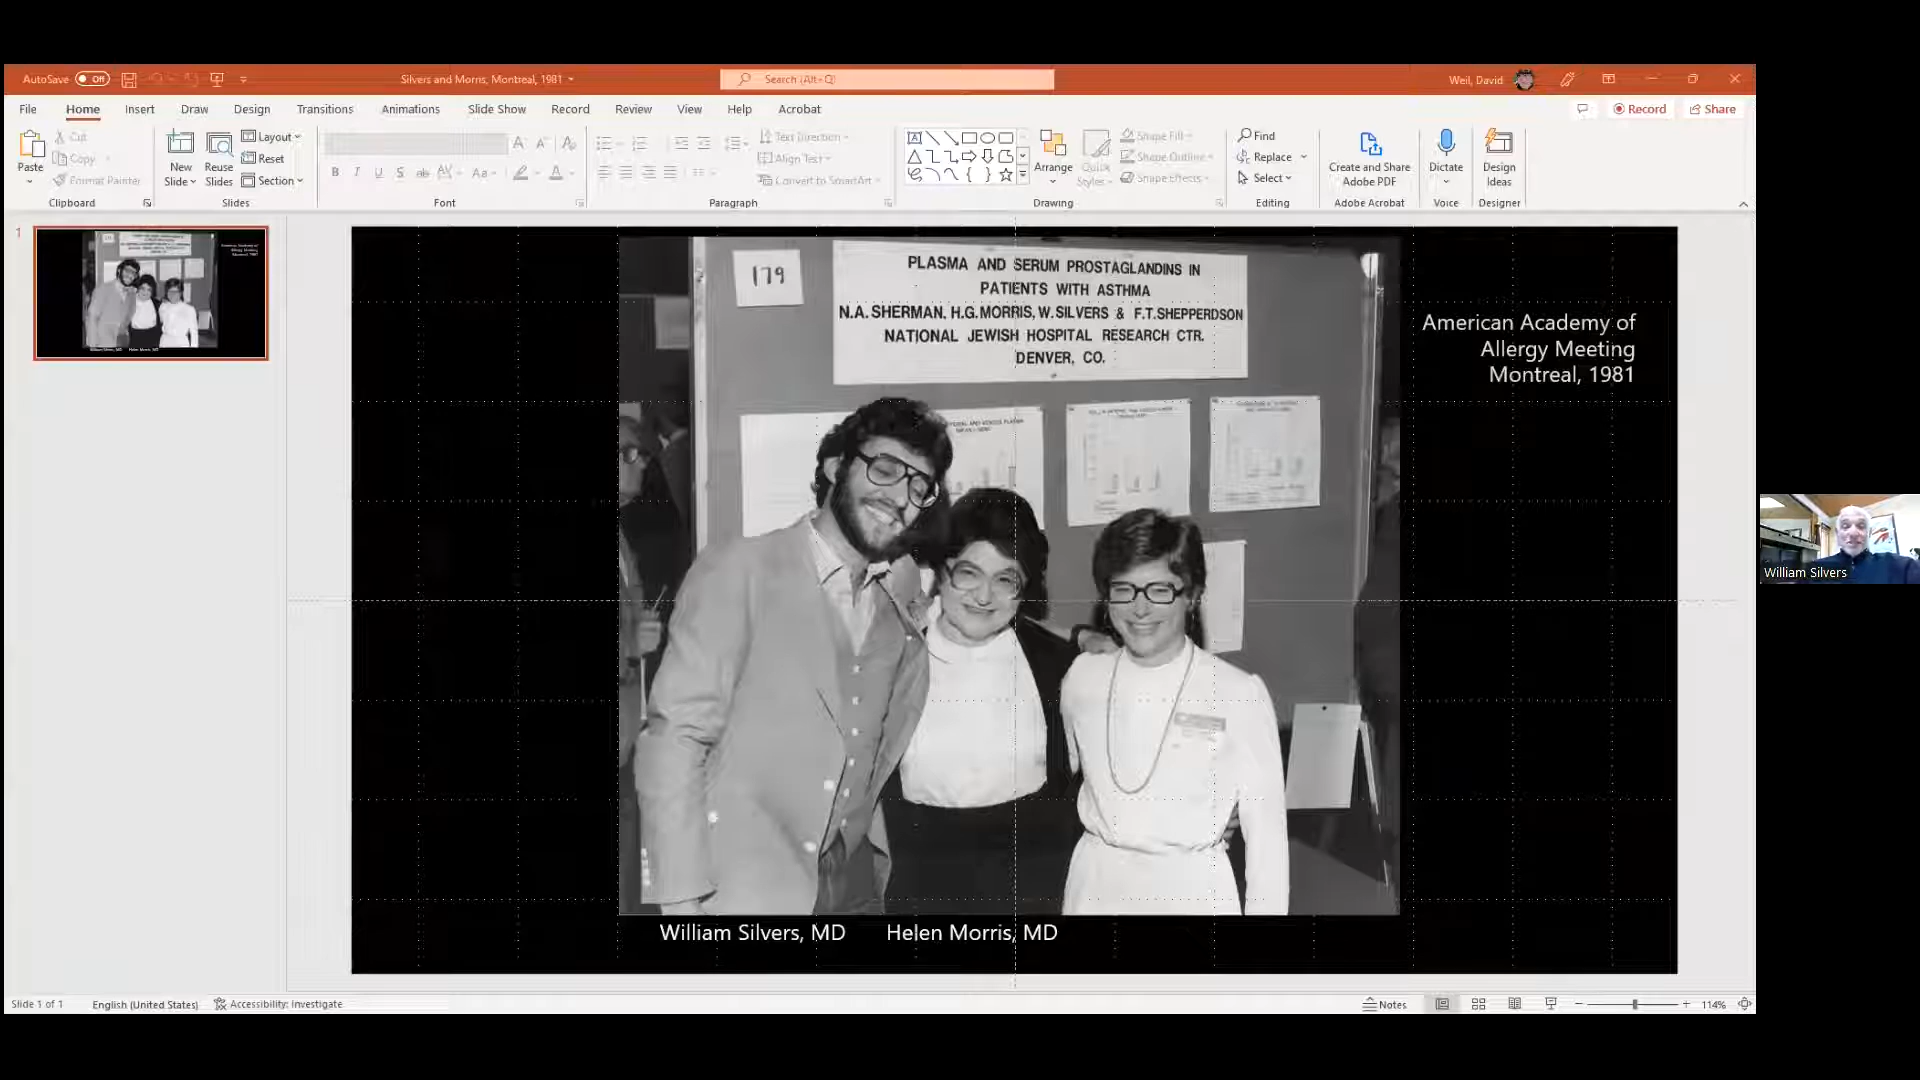 AutoSave Off
Silvers and Morris, Montreal, 1981
Search (Alt+Q)
Weil, David
File Home Insert Draw Design Transitions Animations Slide Show Record Review View Help Acrobat
Record Share
Paste
Cut
Copy
Format Painter
Clipboard
New Slide
Reuse Slides
Layout
Reset
Section
Slides
B I U S ab AV Aa A
Font
Text Direction
Align Text
Convert to SmartArt
Paragraph
Arrange
Quick Styles
Shape Fill
Shape Outline
Shape Effects
Drawing
Find
Replace
Select
Editing
Create and Share Adobe PDF
Adobe Acrobat
Dictate
Voice
Design Ideas
Designer
1
179
PLASMA AND SERUM PROSTAGLANDINS IN
PATIENTS WITH ASTHMA
N.A. SHERMAN, H.G. MORRIS, W. SILVERS & F.T. SHEPPERDSON
NATIONAL JEWISH HOSPITAL RESEARCH CTR.
DENVER, CO.
American Academy of
Allergy Meeting
Montreal, 1981
William Silvers, MD Helen Morris, MD
William Silvers
Slide 1 of 1 English (United States) Accessibility: Investigate
Notes 114%